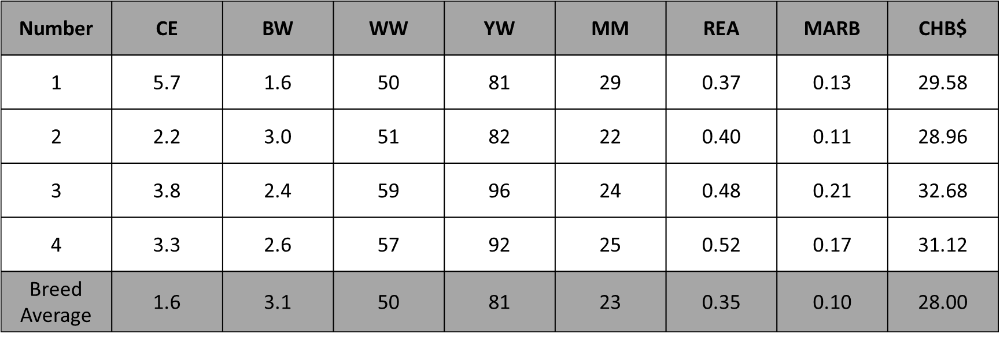 Number CE BW WW YW MM REA MARB CHB$
1 5.7 1.6 50 81 29 0.37 0.13 29.58
2 2.2 3.0 51 82 22 0.40 0.11 28.96
3 3.8 2.4 59 96 24 0.48 0.21 32.68
4 3.3 2.6 57 92 25 0.52 0.17 31.12
Breed
Average 1.6 3.1 50 81 23 0.35 0.10 28.00